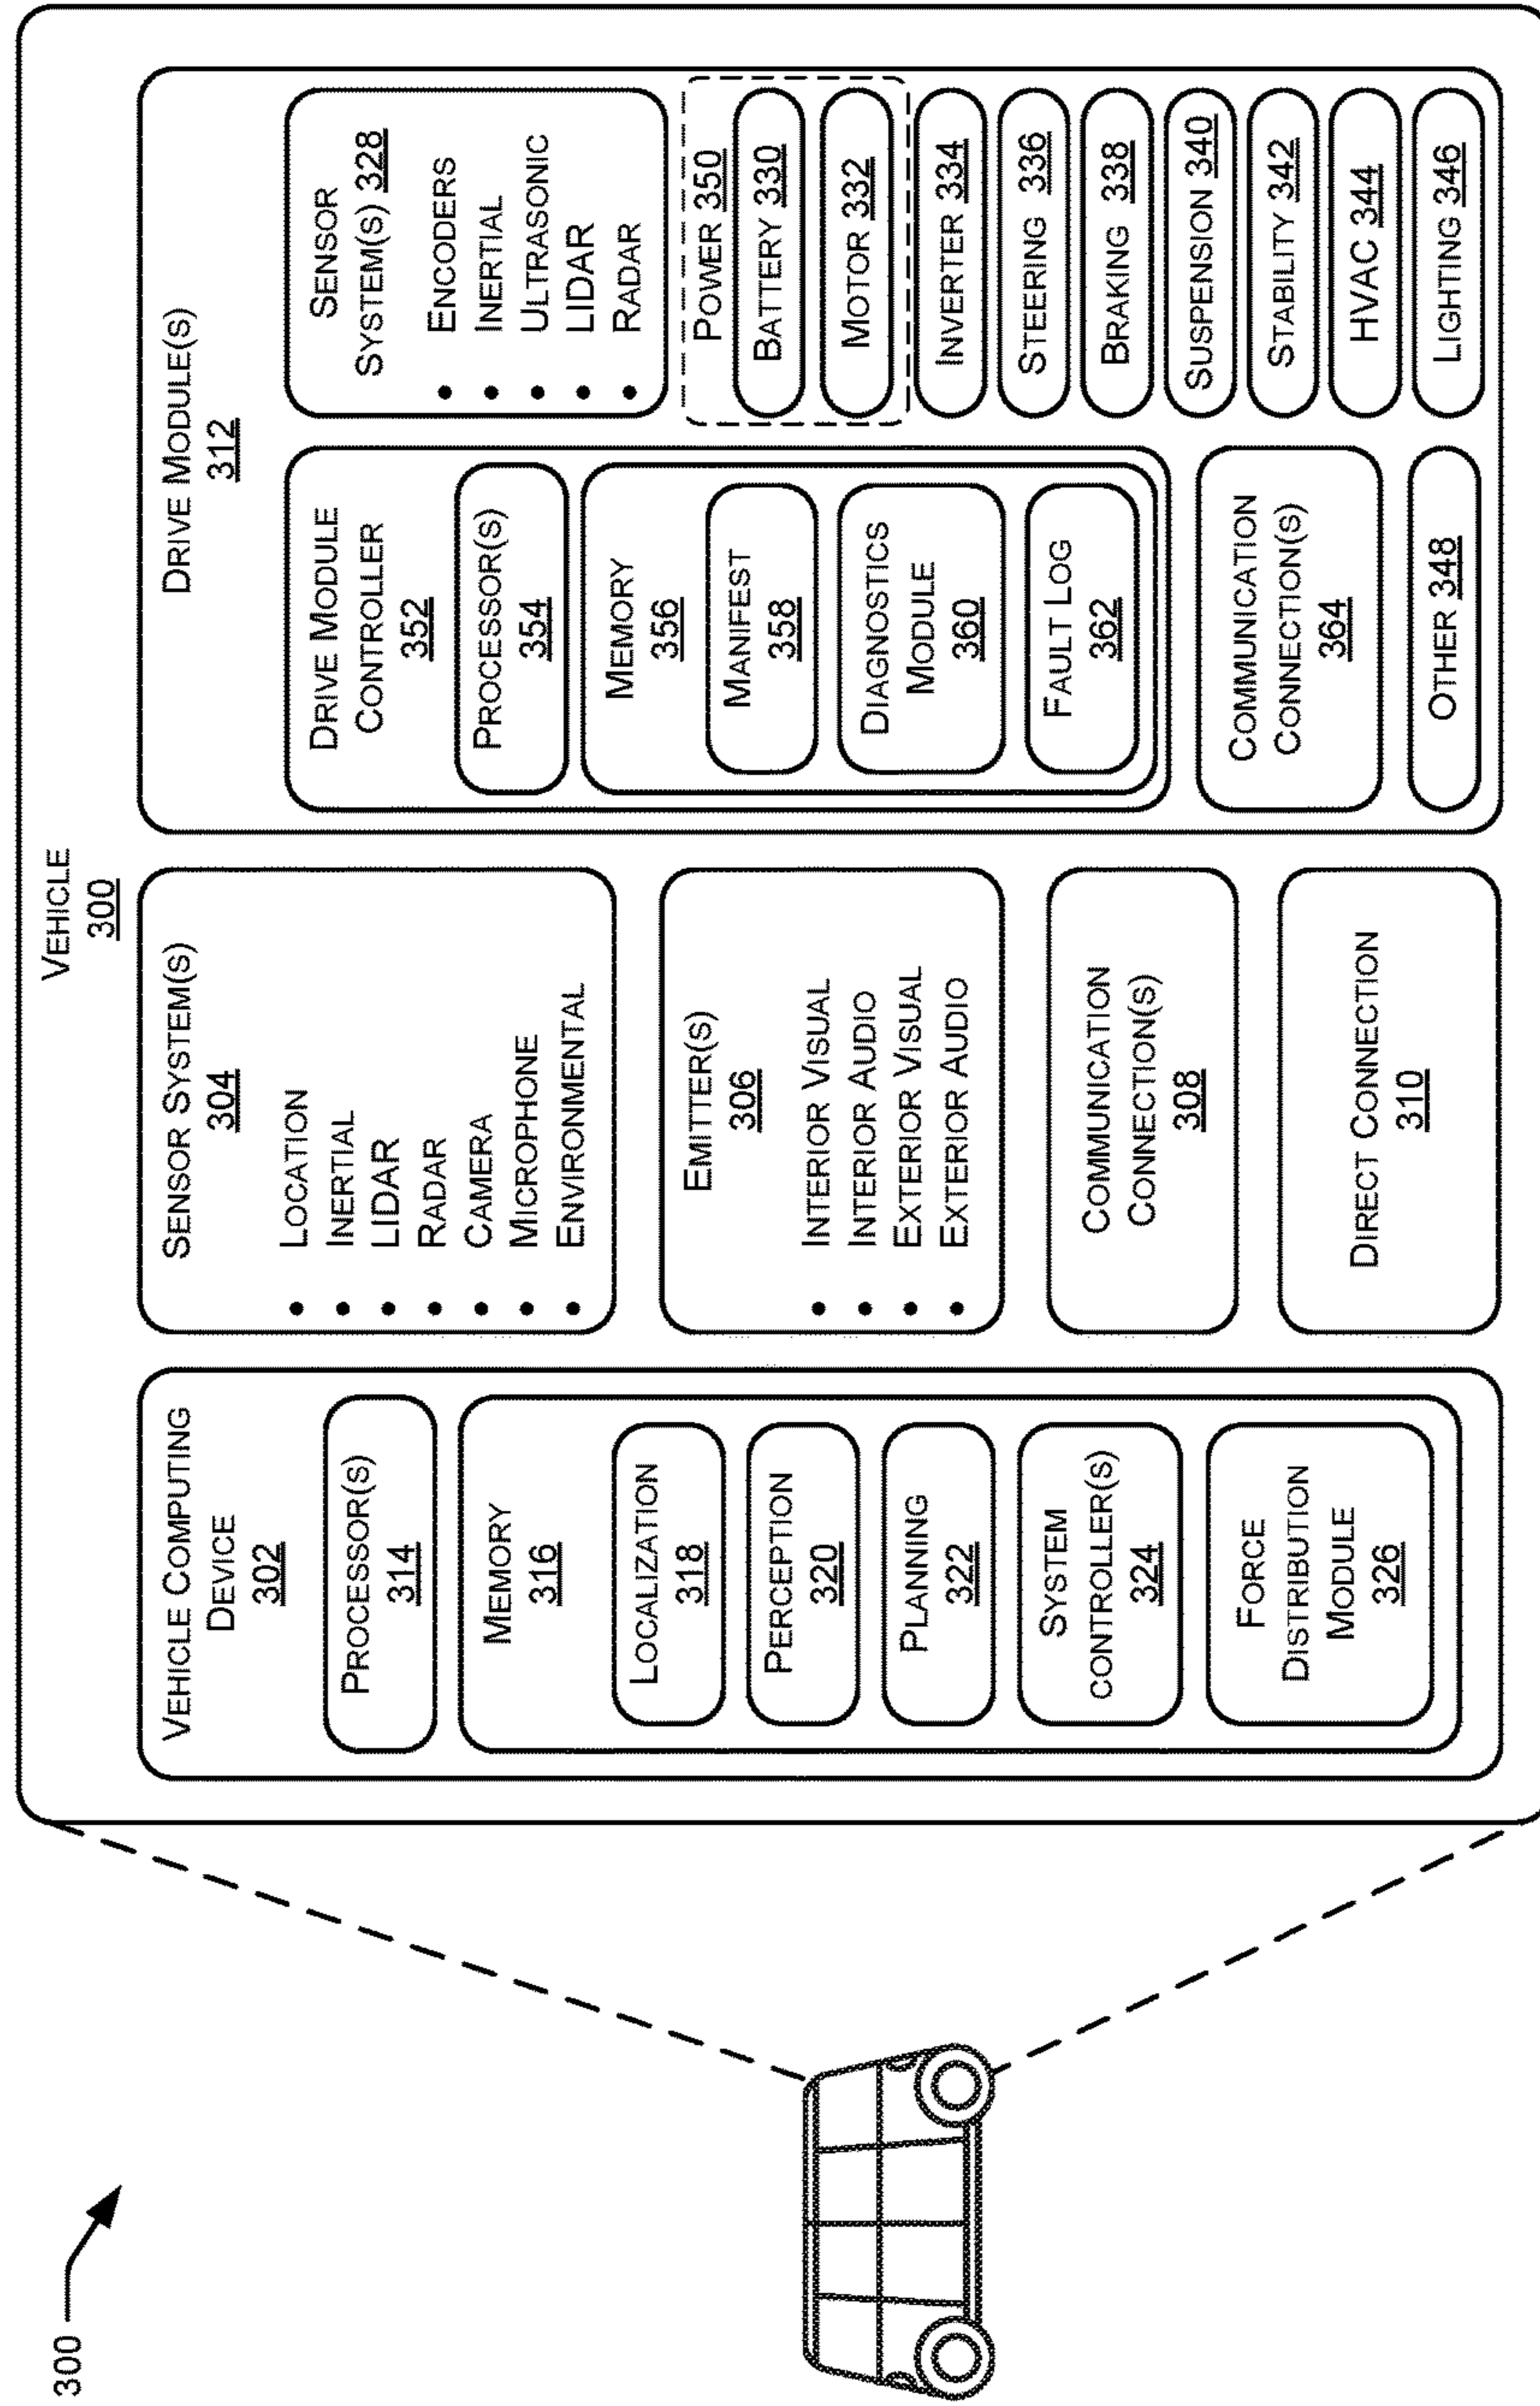 300
VEHICLE
300
VEHICLE COMPUTING
DEVICE
302
PROCESSOR(S)
314
MEMORY
316
LOCALIZATION
318
PERCEPTION
320
PLANNING
322
SYSTEM
CONTROLLER(S)
324
FORCE
DISTRIBUTION
MODULE
326
SENSOR SYSTEM(S)
304
• LOCATION
• INERTIAL
• LIDAR
• RADAR
• CAMERA
• MICROPHONE
• ENVIRONMENTAL
EMITTER(S)
306
• INTERIOR VISUAL
• INTERIOR AUDIO
• EXTERIOR VISUAL
• EXTERIOR AUDIO
COMMUNICATION
CONNECTION(S)
308
DIRECT CONNECTION
310
DRIVE MODULE(S)
312
DRIVE MODULE
CONTROLLER
352
PROCESSOR(S)
354
MEMORY
356
MANIFEST
358
DIAGNOSTICS
MODULE
360
FAULT LOG
362
COMMUNICATION
CONNECTION(S)
364
OTHER 348
SENSOR
SYSTEM(S) 328
• ENCODERS
• INERTIAL
• ULTRASONIC
• LIDAR
• RADAR
POWER 350
BATTERY 330
MOTOR 332
INVERTER 334
STEERING 336
BRAKING 338
SUSPENSION 340
STABILITY 342
HVAC 344
LIGHTING 346